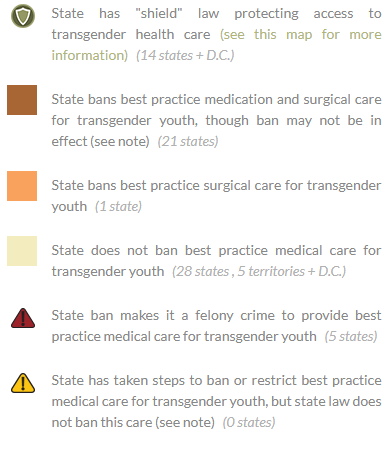 State has "shield" law protecting access to
transgender health care (see this map for more
information) (14 states + D.C.)
State bans best practice medication and surgical care
for transgender youth, though ban may not be in
effect (see note) (21 states)
State bans best practice surgical care for transgender
youth (1 state)
State does not ban best practice medical care for
transgender youth (28 states , 5 territories + D.C.)
State ban makes it a felony crime to provide best
practice medical care for transgender youth (5 states)
State has taken steps to ban or restrict best practice
medical care for transgender youth, but state law does
not ban this care (see note) (0 states)